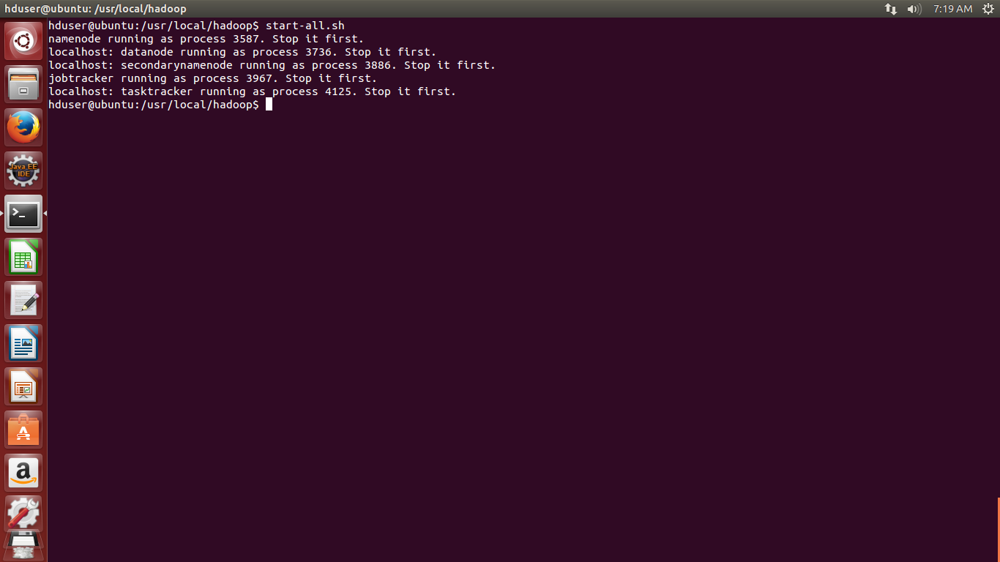 hduser@ubuntu: /usr/local/hadoop
7:19 AM
hduser@ubuntu:/usr/local/hadoop$ start-all.sh
namenode running as process 3587. Stop it first.
localhost: datanode running as process 3736. Stop it first.
localhost: secondarynamenode running as process 3886. Stop it first.
jobtracker running as process 3967. Stop it first.
localhost: tasktracker running as process 4125. Stop it first.
hduser@ubuntu:/usr/local/hadoop$
Java EE
IDE
>_
A
a